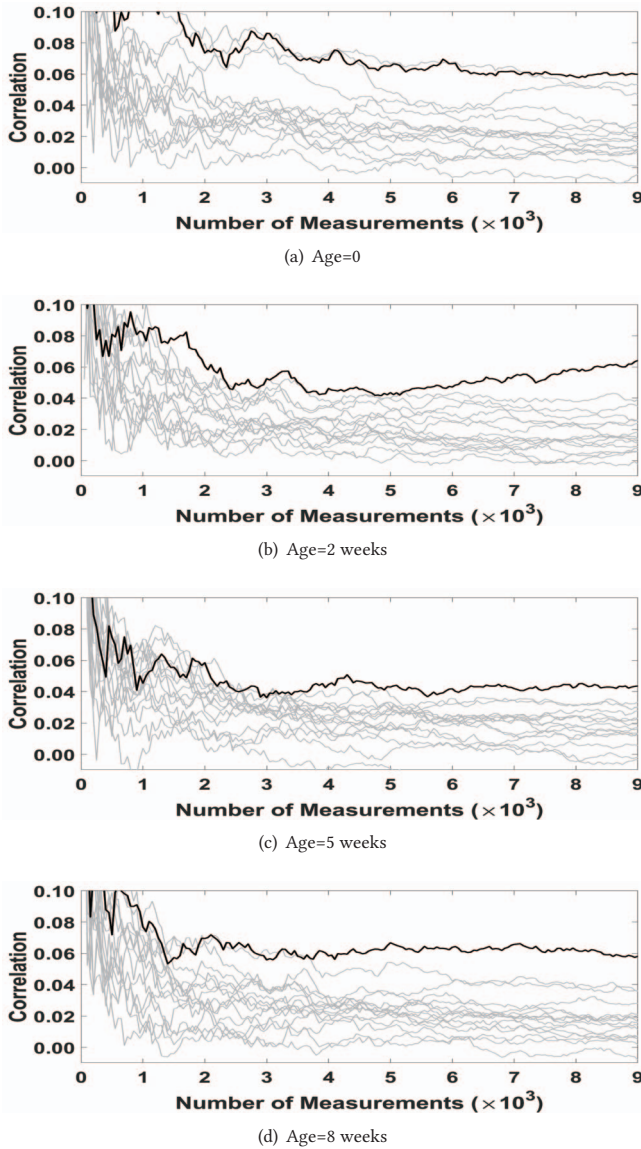 0.10
0.08
0.06
0.04
0.02
0.00
Correlation
0 1 2 3 4 5 6 7 8 9
Number of Measurements (×10³)
(a) Age=0
0.10
0.08
0.06
0.04
0.02
0.00
Correlation
0 1 2 3 4 5 6 7 8 9
Number of Measurements (×10³)
(b) Age=2 weeks
0.10
0.08
0.06
0.04
0.02
0.00
Correlation
0 1 2 3 4 5 6 7 8 9
Number of Measurements (×10³)
(c) Age=5 weeks
0.10
0.08
0.06
0.04
0.02
0.00
Correlation
0 1 2 3 4 5 6 7 8 9
Number of Measurements (×10³)
(d) Age=8 weeks